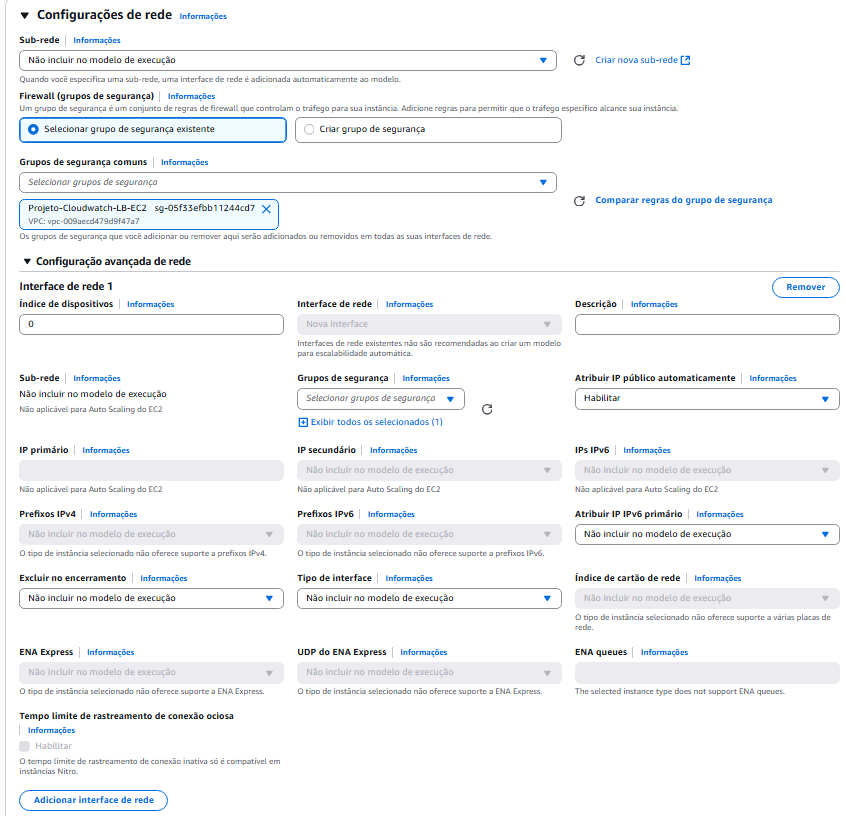 Configurações de rede Informações
Sub-rede Informações
Não incluir no modelo de execução
Criar nova sub-rede
Quando você especifica uma sub-rede, uma interface de rede é adicionada automaticamente ao modelo.
Firewall (grupos de segurança) Informações
Um grupo de segurança é um conjunto de regras de firewall que controlam o tráfego para sua instância. Adicione regras para permitir que o tráfego específico alcance sua instância.
Selecionar grupo de segurança existente
Criar grupo de segurança
Grupos de segurança comuns Informações
Selecionar grupos de segurança
Projeto-Cloudwatch-LB-EC2 sg-05f33efbb11244cd7
VPC: vpc-009aecd479d9f47a7
Comparar regras do grupo de segurança
Os grupos de segurança que você adicionar ou remover aqui serão adicionados ou removidos em todas as suas interfaces de rede.
Configuração avançada de rede
Interface de rede 1
Remover
Índice de dispositivos Informações
0
Interface de rede Informações
Nova interface
Interfaces de rede existentes não são recomendadas ao criar um modelo
para escalabilidade automática.
Descrição Informações
Sub-rede Informações
Não incluir no modelo de execução
Não aplicável para Auto Scaling do EC2
Grupos de segurança Informações
Selecionar grupos de segurança
Exibir todos os selecionados (1)
Atribuir IP público automaticamente Informações
Habilitar
IP primário Informações
Não aplicável para Auto Scaling do EC2
IP secundário Informações
Não incluir no modelo de execução
Não aplicável para Auto Scaling do EC2
IPs IPv6 Informações
Não incluir no modelo de execução
Não aplicável para Auto Scaling do EC2
Prefixos IPv4 Informações
Não incluir no modelo de execução
O tipo de instância selecionado não oferece suporte a prefixos IPv4.
Prefixos IPv6 Informações
Não incluir no modelo de execução
O tipo de instância selecionado não oferece suporte a prefixos IPv6.
Atribuir IP IPv6 primário Informações
Não incluir no modelo de execução
Excluir no encerramento Informações
Não incluir no modelo de execução
Tipo de interface Informações
Não incluir no modelo de execução
Índice de cartão de rede Informações
Não incluir no modelo de execução
O tipo de instância selecionado não oferece suporte a várias placas de
rede.
ENA Express Informações
Não incluir no modelo de execução
O tipo de instância selecionado não oferece suporte a ENA Express.
UDP do ENA Express Informações
Não incluir no modelo de execução
O tipo de instância selecionado não oferece suporte a ENA Express.
ENA queues Informações
The selected instance type does not support ENA queues.
Tempo limite de rastreamento de conexão ociosa
Informações
Habilitar
O tempo limite de rastreamento de conexão inativa só é compatível em
instâncias Nitro.
Adicionar interface de rede